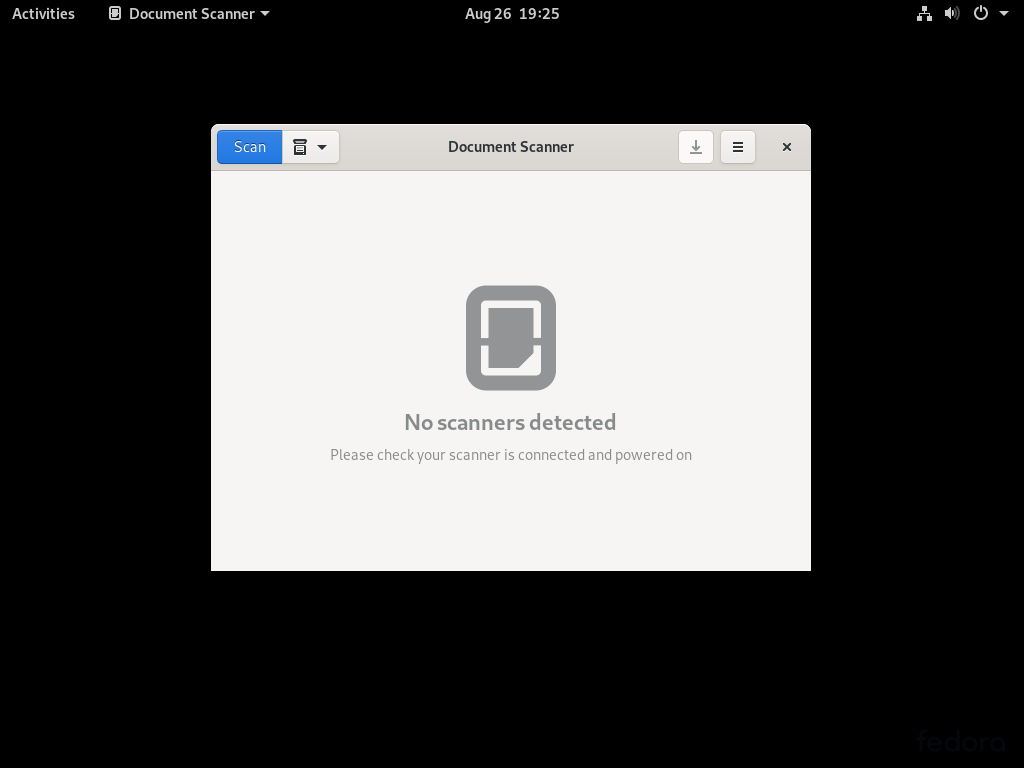 Activities Document Scanner Aug 26 19:25
Scan Document Scanner
No scanners detected
Please check your scanner is connected and powered on
fedora